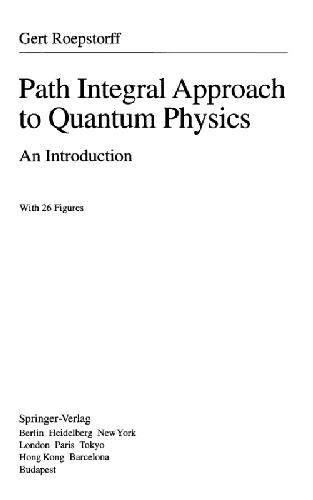 Gert Roepstorff
Path Integral Approach
to Quantum Physics
An Introduction
With 26 Figures
Springer-Verlag
Berlin Heidelberg New York
London Paris Tokyo
Hong Kong Barcelona
Budapest